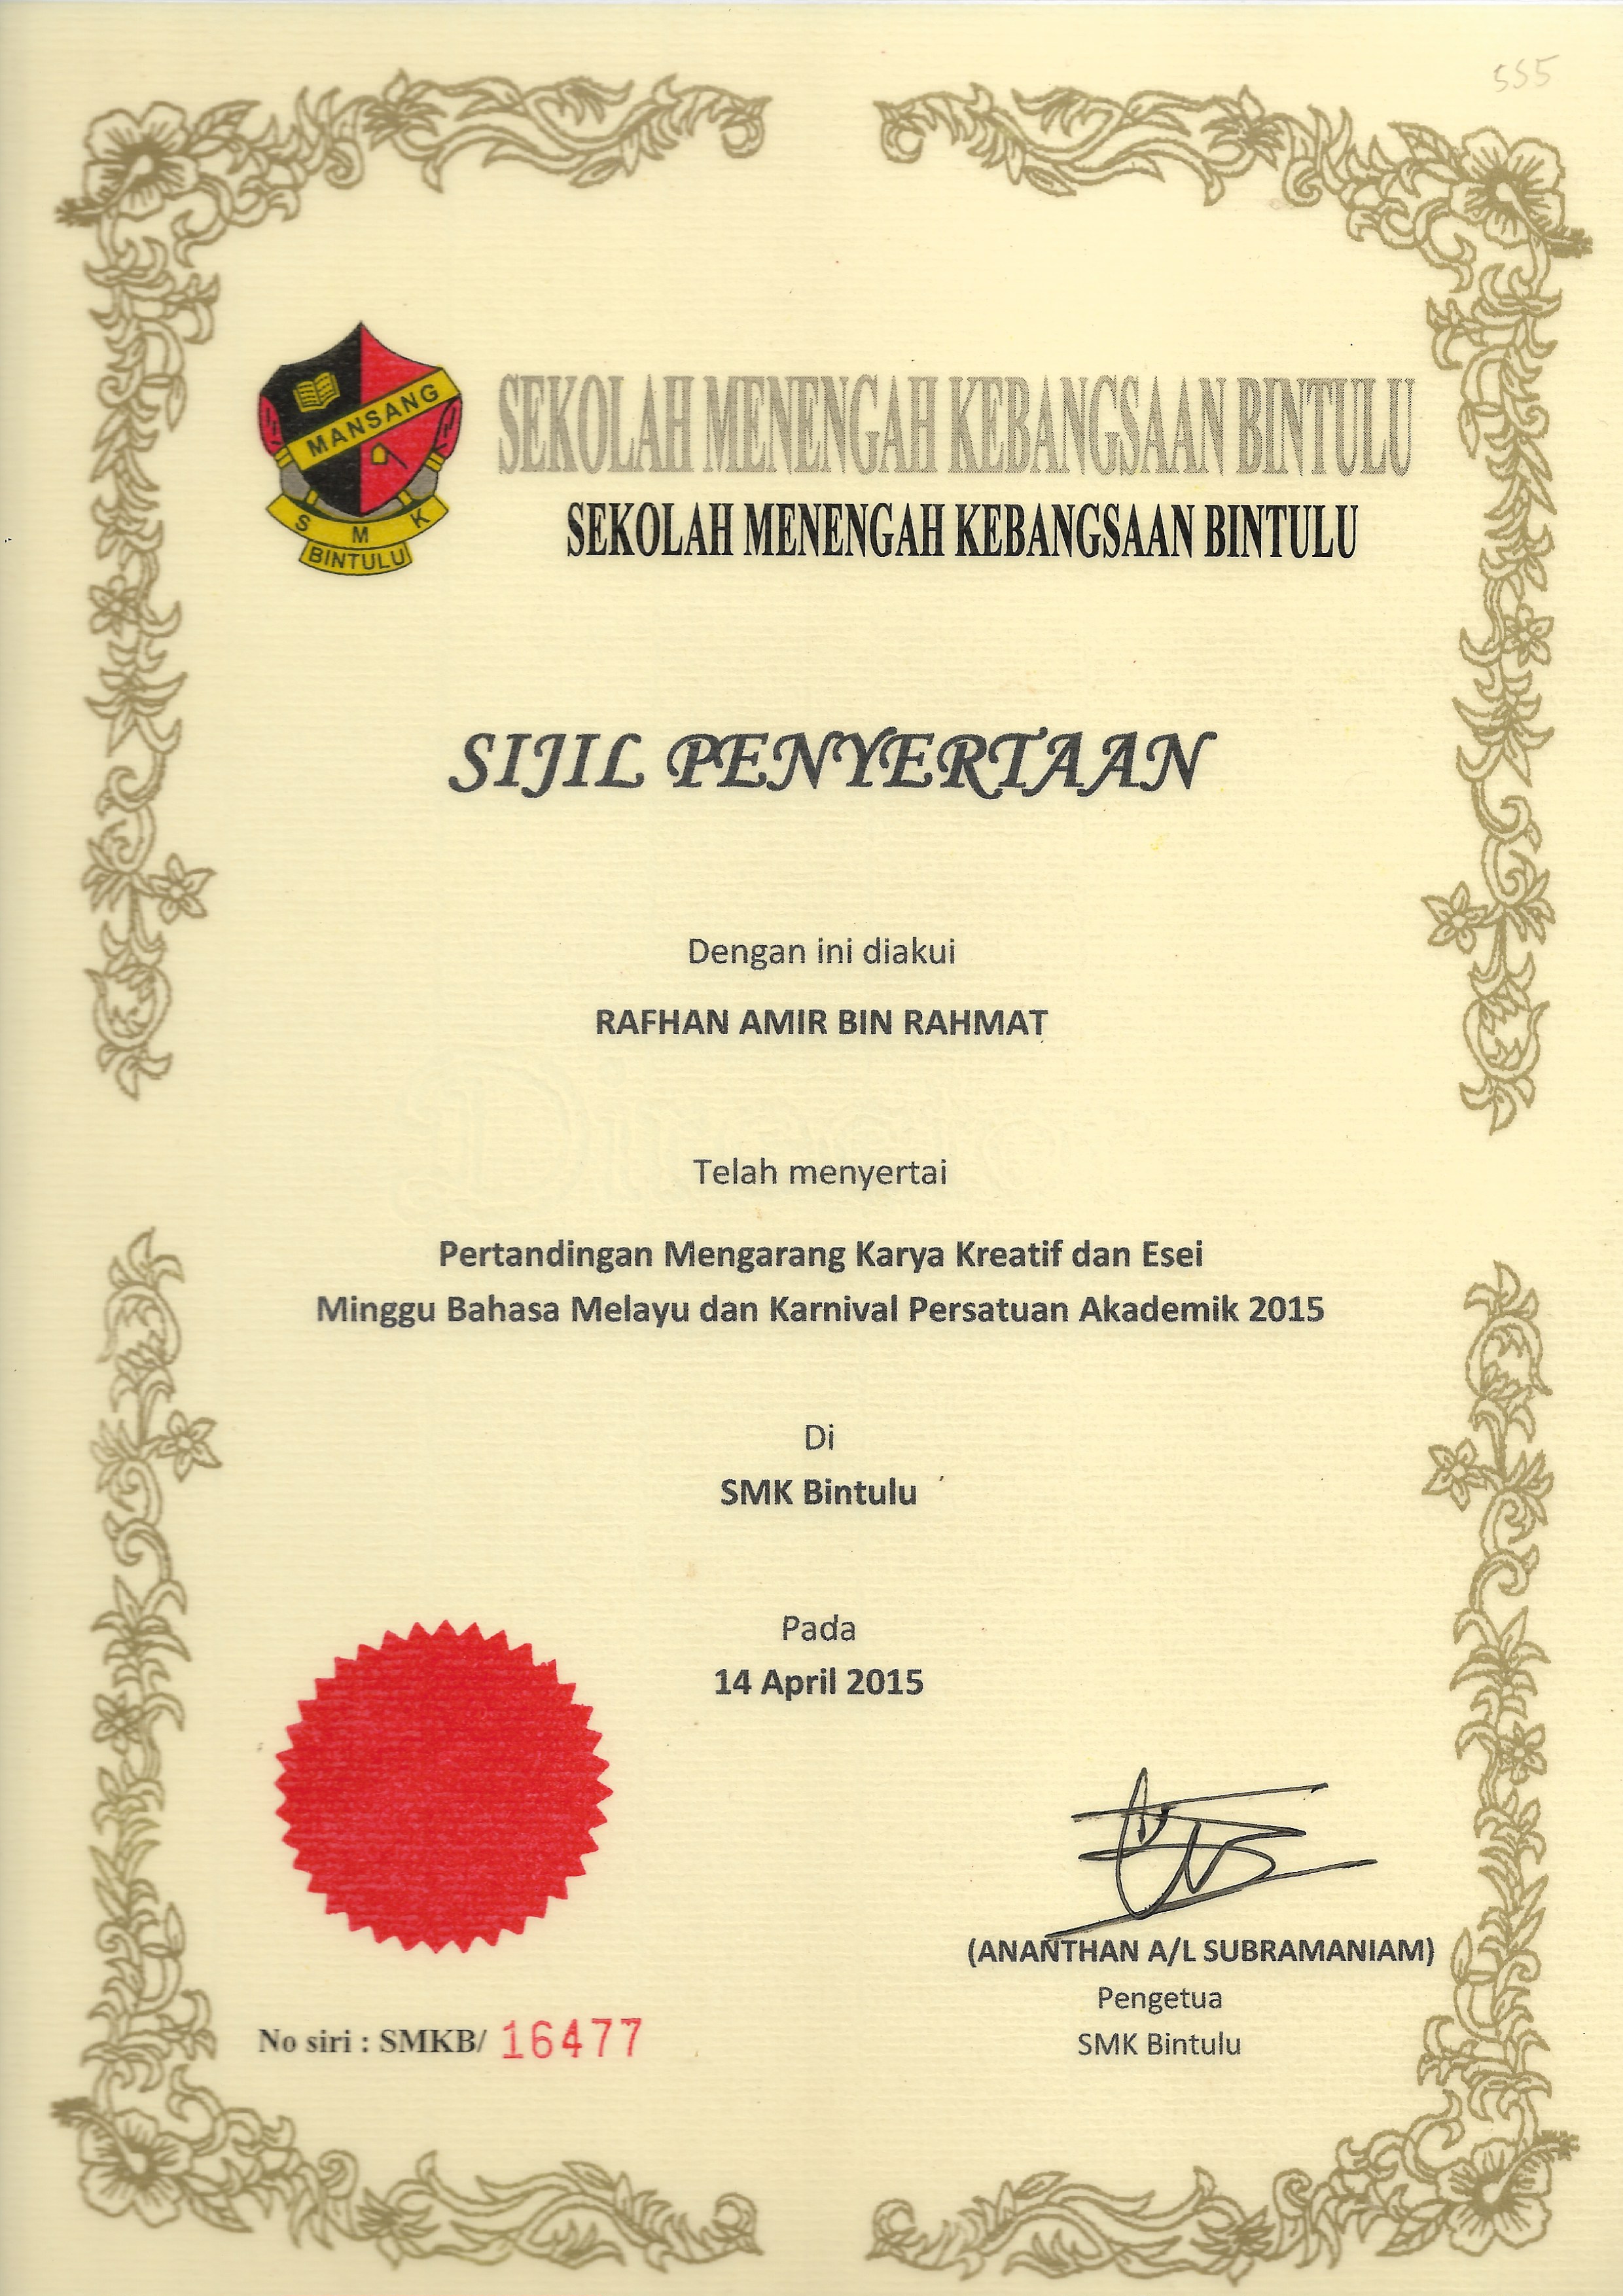 555
MANSANG
S M K
BINTULU
SEKOLAH MENENGAH KEBANGSAAN BINTULU
SEKOLAH MENENGAH KEBANGSAAN BINTULU
SIJIL PENYERTAAN
Dengan ini diakui
RAFHAN AMIR BIN RAHMAT
Telah menyertai
Pertandingan Mengarang Karya Kreatif dan Esei
Minggu Bahasa Melayu dan Karnival Persatuan Akademik 2015
Di
SMK Bintulu
Pada
14 April 2015
(ANANTHAN A/L SUBRAMANIAM)
Pengetua
SMK Bintulu
No siri : SMKB/ 16477